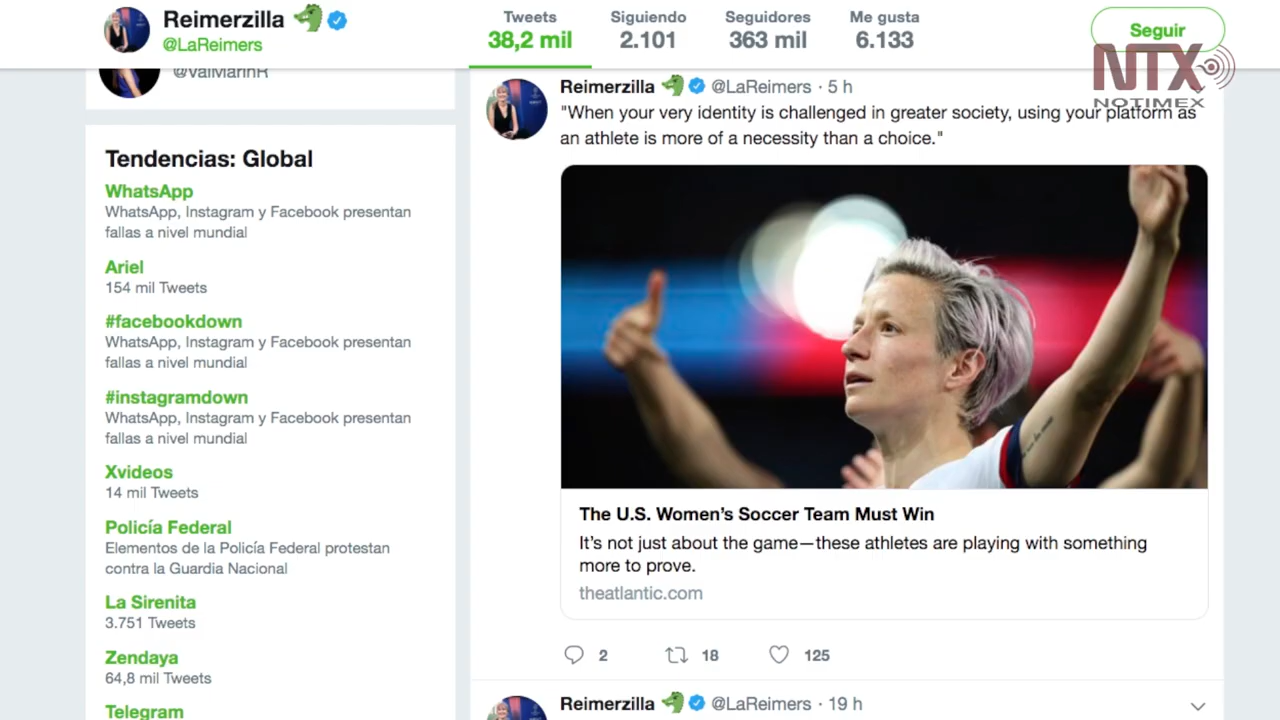 Reimerzilla
@LaReimers
Tweets
38,2 mil
Siguiendo
2.101
Seguidores
363 mil
Me gusta
6.133
Seguir
NTX
NOTIMEX
@ValMarinR
Tendencias: Global
WhatsApp
WhatsApp, Instagram y Facebook presentan
fallas a nivel mundial
Ariel
154 mil Tweets
#facebookdown
WhatsApp, Instagram y Facebook presentan
fallas a nivel mundial
#instagramdown
WhatsApp, Instagram y Facebook presentan
fallas a nivel mundial
Xvideos
14 mil Tweets
Policía Federal
Elementos de la Policía Federal protestan
contra la Guardia Nacional
La Sirenita
3.751 Tweets
Zendaya
64,8 mil Tweets
Telegram
Reimerzilla @LaReimers · 5 h
"When your very identity is challenged in greater society, using your platform as
an athlete is more of a necessity than a choice."
The U.S. Women's Soccer Team Must Win
It's not just about the game—these athletes are playing with something
more to prove.
theatlantic.com
2 18 125
Reimerzilla @LaReimers · 19 h